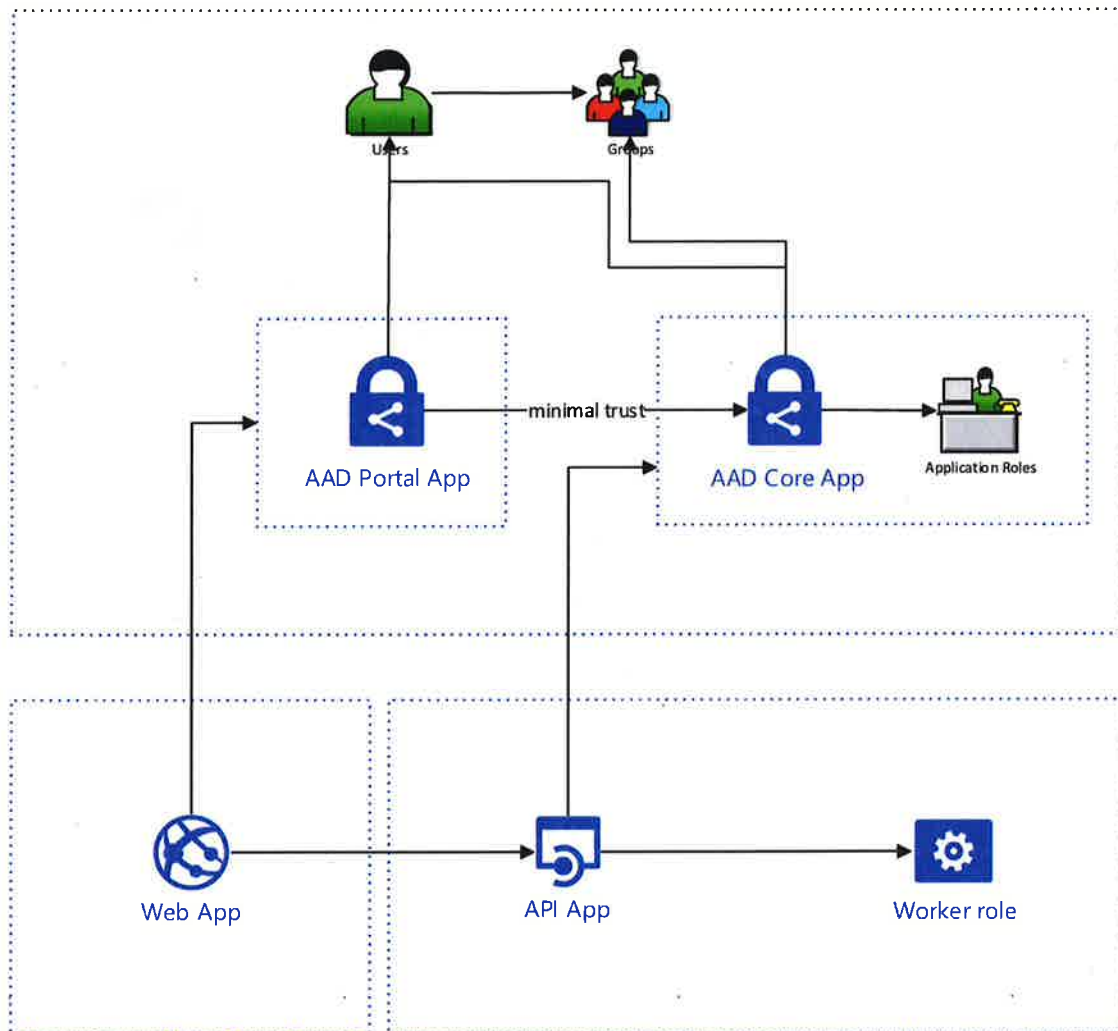 Users
Groups
minimal trust
AAD Portal App
AAD Core App
Application Roles
Web App
API App
Worker role